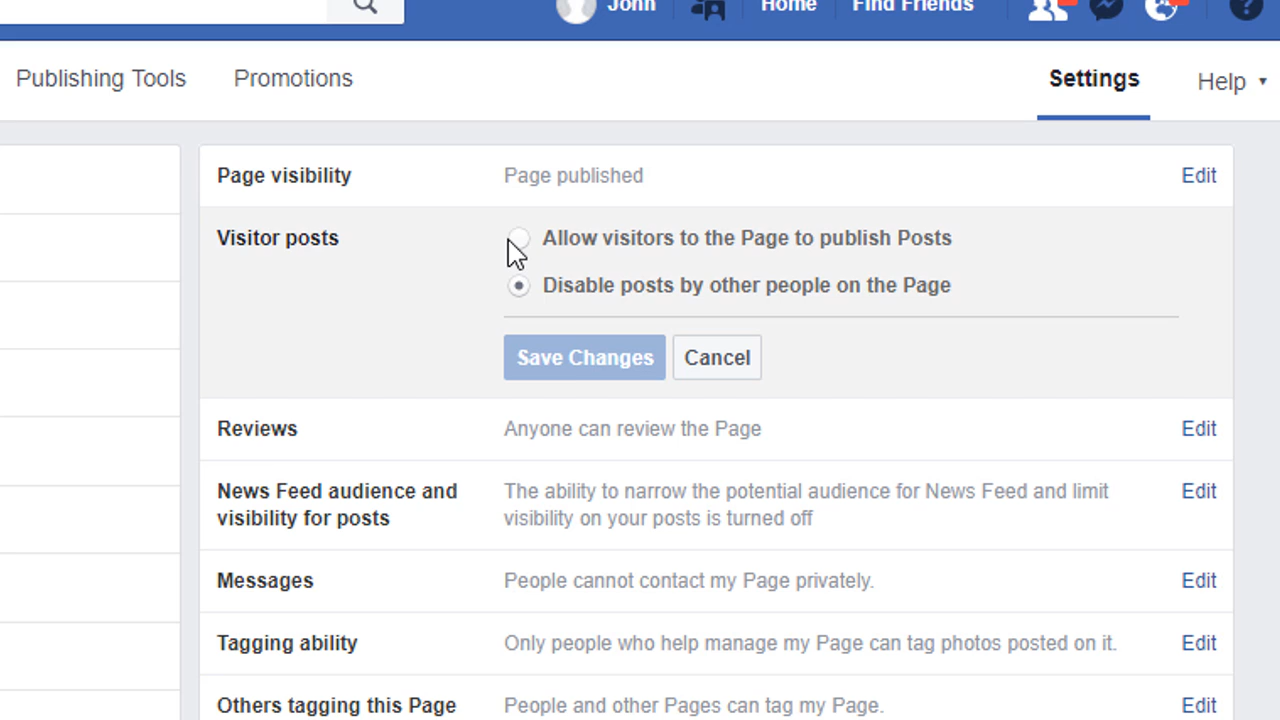 John Home Find Friends ?
Publishing Tools Promotions Settings Help
Page visibility Page published Edit
Visitor posts Allow visitors to the Page to publish Posts
Disable posts by other people on the Page
Save Changes Cancel
Reviews Anyone can review the Page Edit
News Feed audience and The ability to narrow the potential audience for News Feed and limit Edit
visibility for posts visibility on your posts is turned off
Messages People cannot contact my Page privately. Edit
Tagging ability Only people who help manage my Page can tag photos posted on it. Edit
Others tagging this Page People and other Pages can tag my Page. Edit